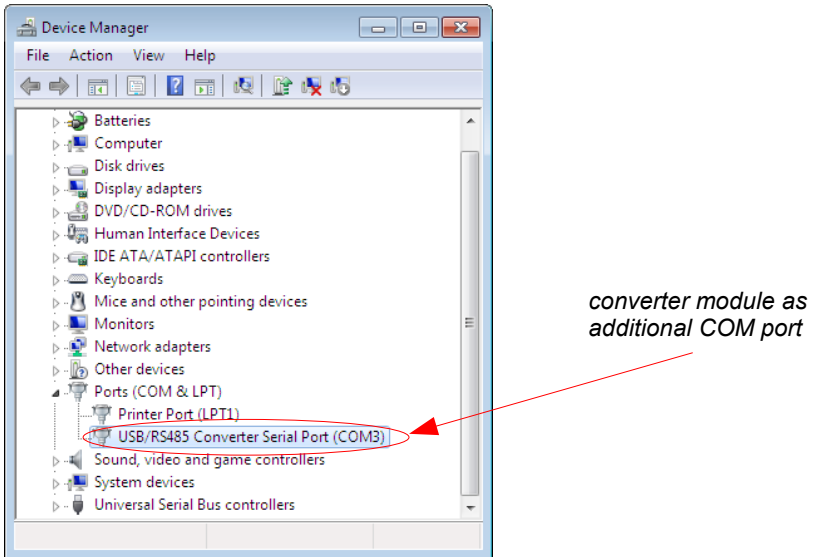 Device Manager
File Action View Help
Batteries
Computer
Disk drives
Display adapters
DVD/CD-ROM drives
Human Interface Devices
IDE ATA/ATAPI controllers
Keyboards
Mice and other pointing devices
Monitors
Network adapters
Other devices
Ports (COM & LPT)
Printer Port (LPT1)
USB/RS485 Converter Serial Port (COM3)
Sound, video and game controllers
System devices
Universal Serial Bus controllers
converter module as
additional COM port